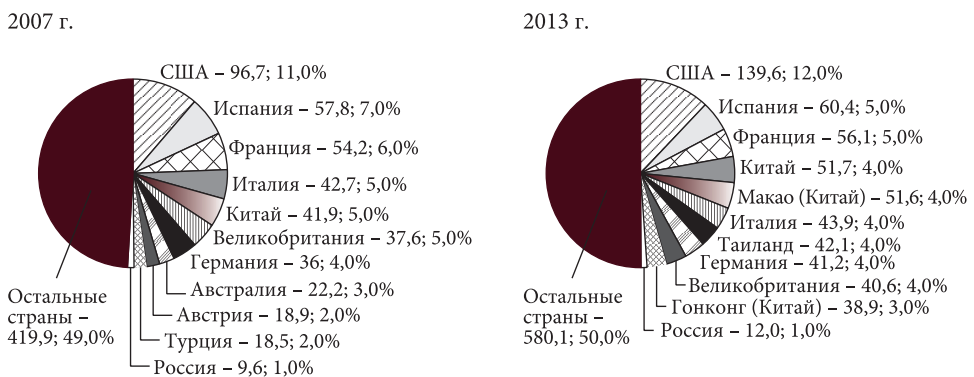 2007 г.
США – 96,7; 11,0%
Испания – 57,8; 7,0%
Франция – 54,2; 6,0%
Италия – 42,7; 5,0%
Китай – 41,9; 5,0%
Великобритания – 37,6; 5,0%
Германия – 36; 4,0%
Австралия – 22,2; 3,0%
Австрия – 18,9; 2,0%
Турция – 18,5; 2,0%
Россия – 9,6; 1,0%
Остальные
страны –
419,9; 49,0%
2013 г.
США – 139,6; 12,0%
Испания – 60,4; 5,0%
Франция – 56,1; 5,0%
Китай – 51,7; 4,0%
Макао (Китай) – 51,6; 4,0%
Италия – 43,9; 4,0%
Таиланд – 42,1; 4,0%
Германия – 41,2; 4,0%
Великобритания – 40,6; 4,0%
Гонконг (Китай) – 38,9; 3,0%
Россия – 12,0; 1,0%
Остальные
страны –
580,1; 50,0%